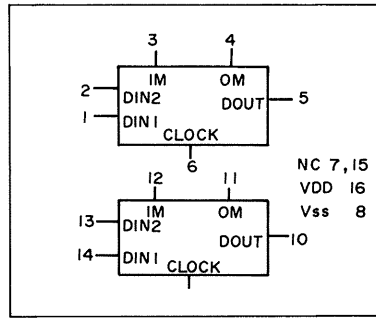 3 4
IM OM
2 DIN2
DOUT 5
1 DIN1
CLOCK
6
NC 7,15
VDD 16
Vss 8
12 11
IM OM
13 DIN2
DOUT 10
14 DIN1
CLOCK